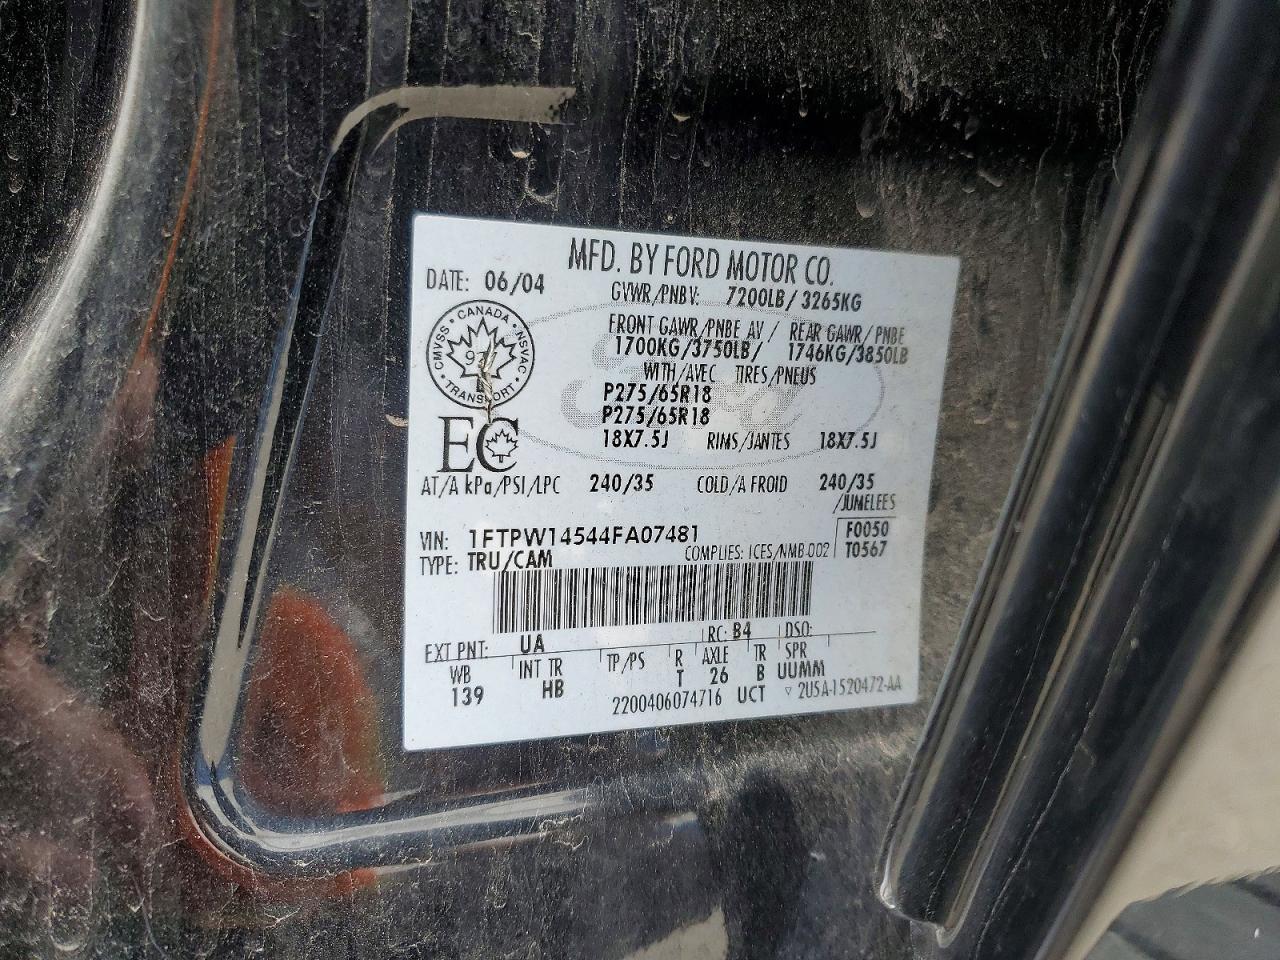 MFD. BY FORD MOTOR CO.
DATE: 06/04
GVWR/PNBV: 7200LB/3265KG
CANADA
CMVSS NSVAC
TRANSPORT
FRONT GAWR/PNBE AV/ REAR GAWR/PNBE
1700KG/3750LB/ 1746KG/3850LB
WITH/AVEC TIRES/PNEUS
P275/65R18
P275/65R18
EC
18X7.5J RIMS/JANTES 18X7.5J
AT/A kPa/PSI/LPC 240/35 COLD/A FROID 240/35
/JUMELEES
VIN: 1FTPW14544FA07481 F0050
TYPE: TRU/CAM COMPLIES: ICES/NMB-002 T0567
EXT PNT: UA RC: B4 DSO:
WB INT TR TP/PS R AXLE TR SPR
139 HB T 26 B UUMM
2200406074716 UCT ▽ 2U5A-1520472-AA